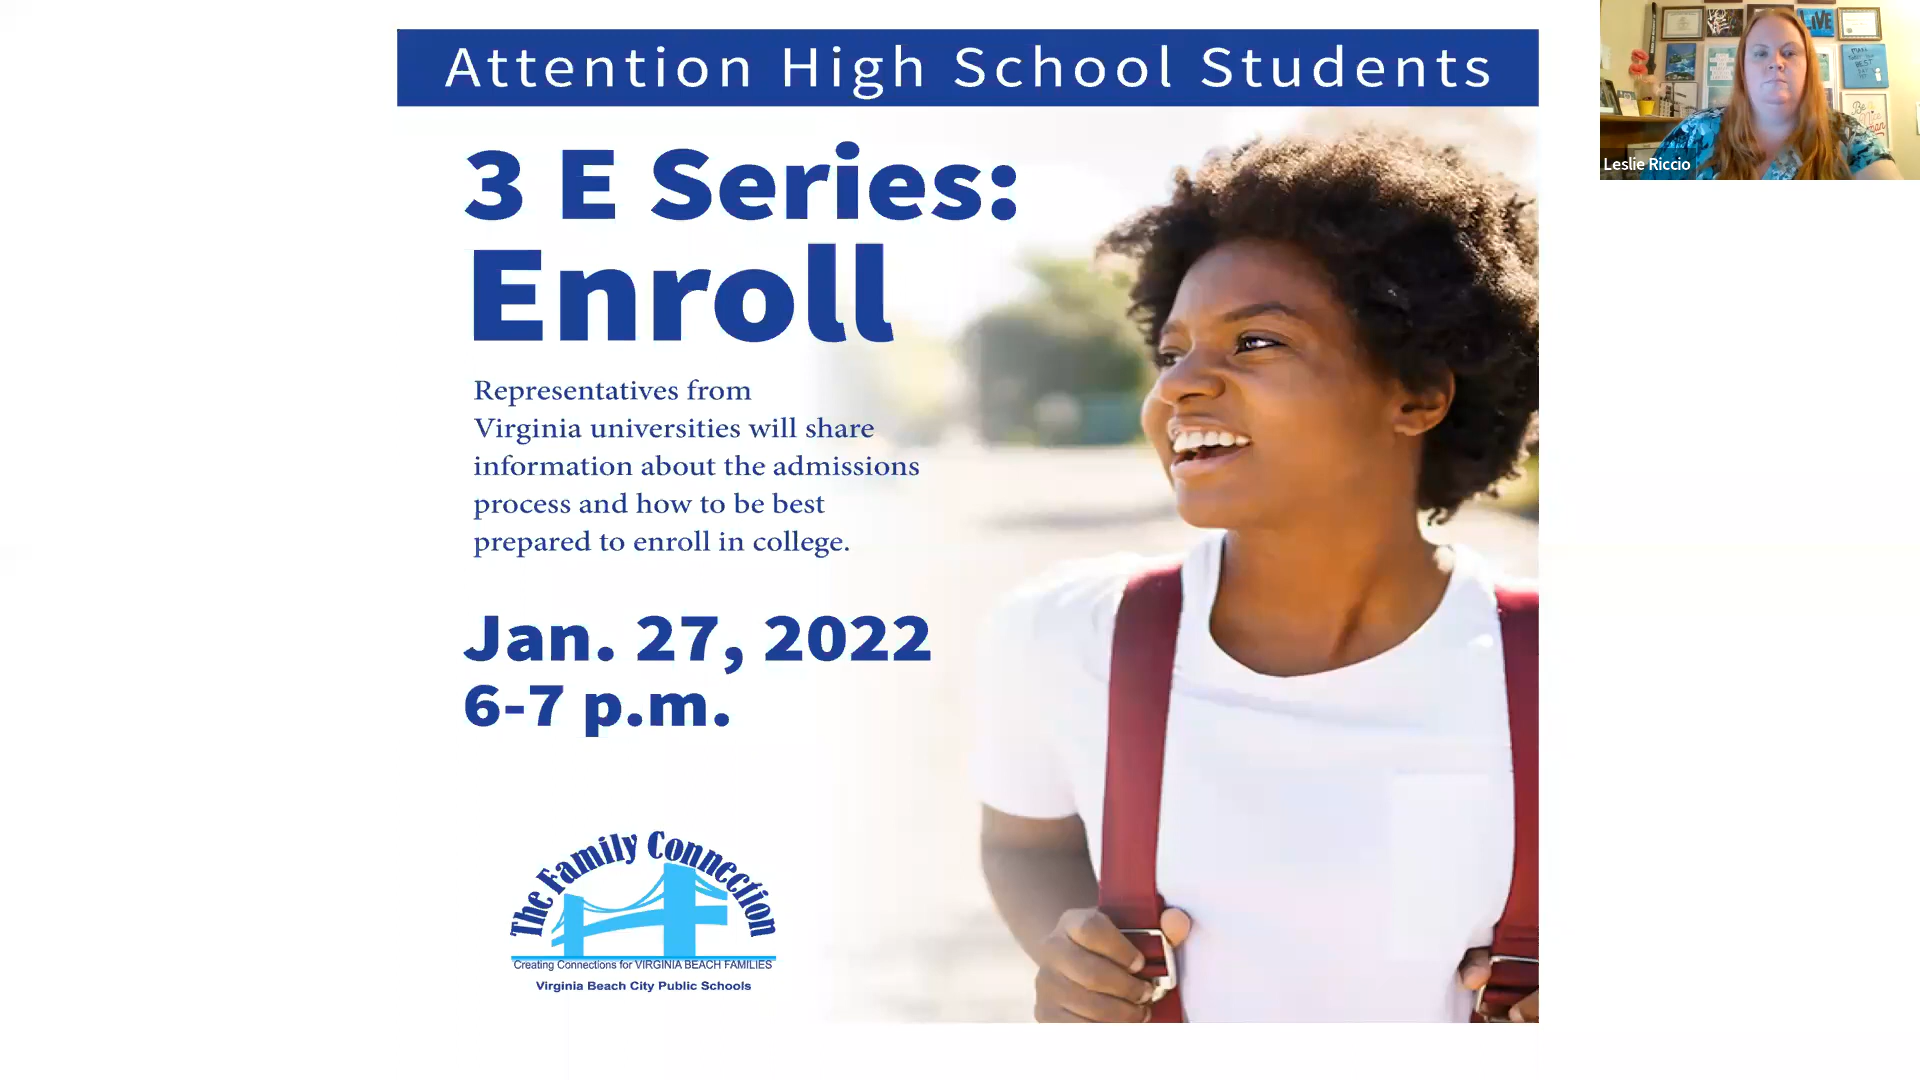 Attention High School Students
3 E Series:
Enroll
Representatives from
Virginia universities will share
information about the admissions
process and how to be best
prepared to enroll in college.
Jan. 27, 2022
6-7 p.m.
The Family Connection
Creating Connections for VIRGINIA BEACH FAMILIES
Virginia Beach City Public Schools
LiVE
Leslie Riccio